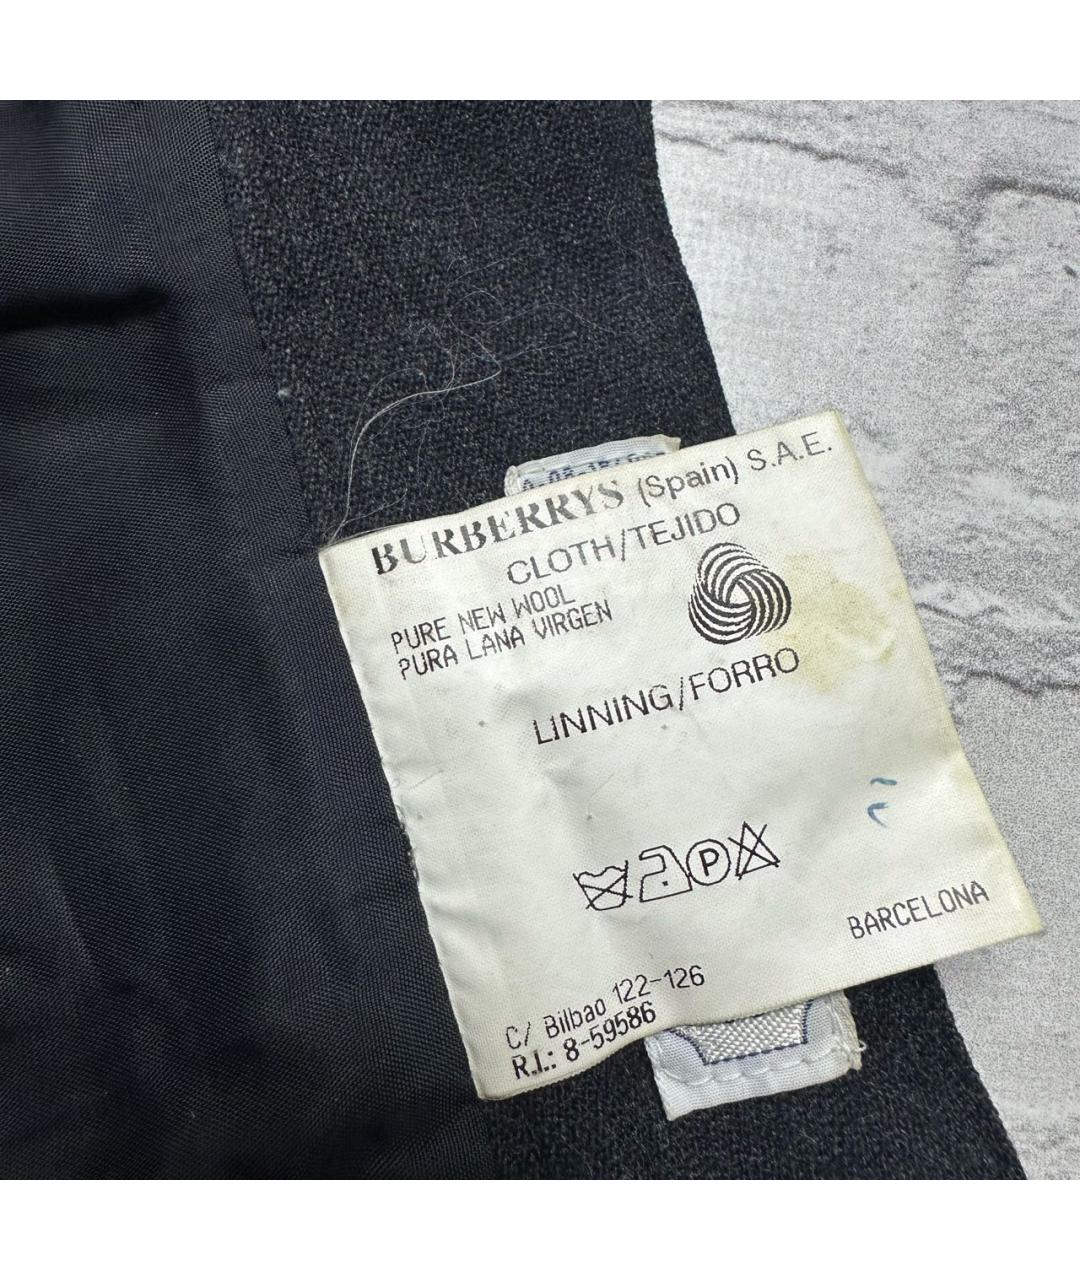 BURBERRYS (Spain) S.A.E.
CLOTH/TEJIDO
PURE NEW WOOL
PURA LANA VIRGEN
LINNING/FORRO
P
BARCELONA
C/ Bilbao 122-126
R.I.: 8-59586